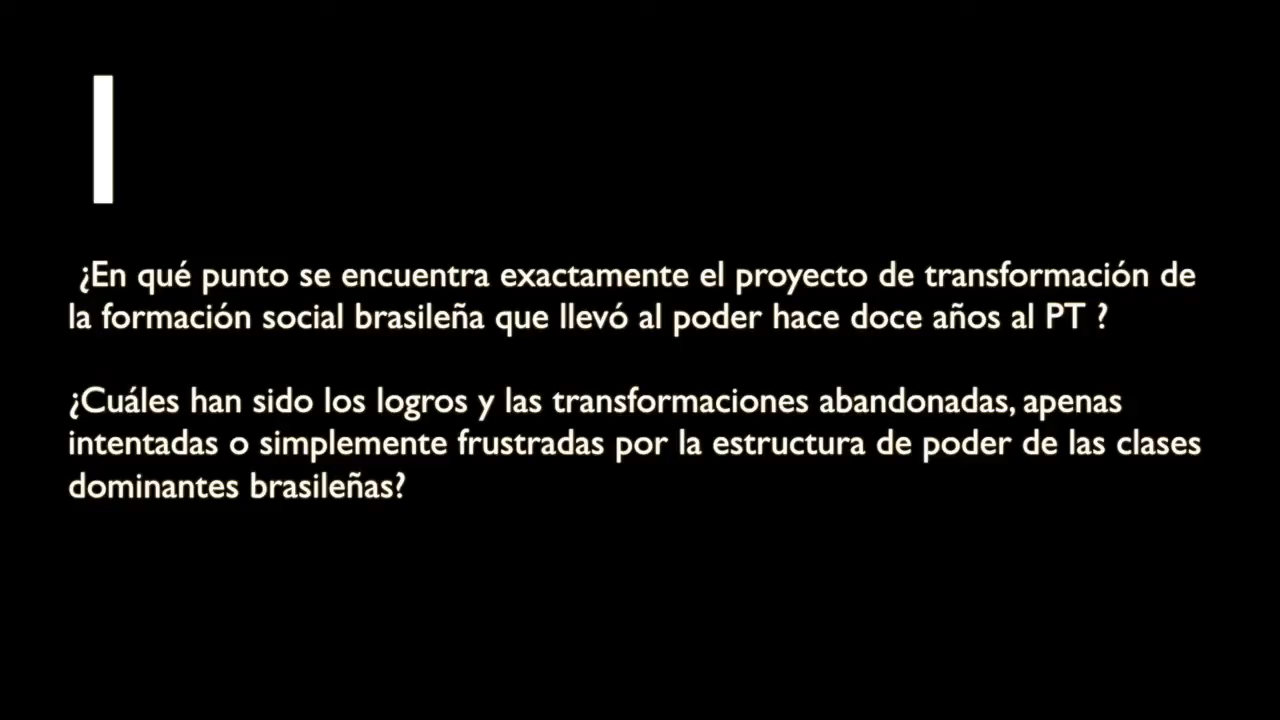 I
¿En qué punto se encuentra exactamente el proyecto de transformación de
la formación social brasileña que llevó al poder hace doce años al PT ?
¿Cuáles han sido los logros y las transformaciones abandonadas, apenas
intentadas o simplemente frustradas por la estructura de poder de las clases
dominantes brasileñas?